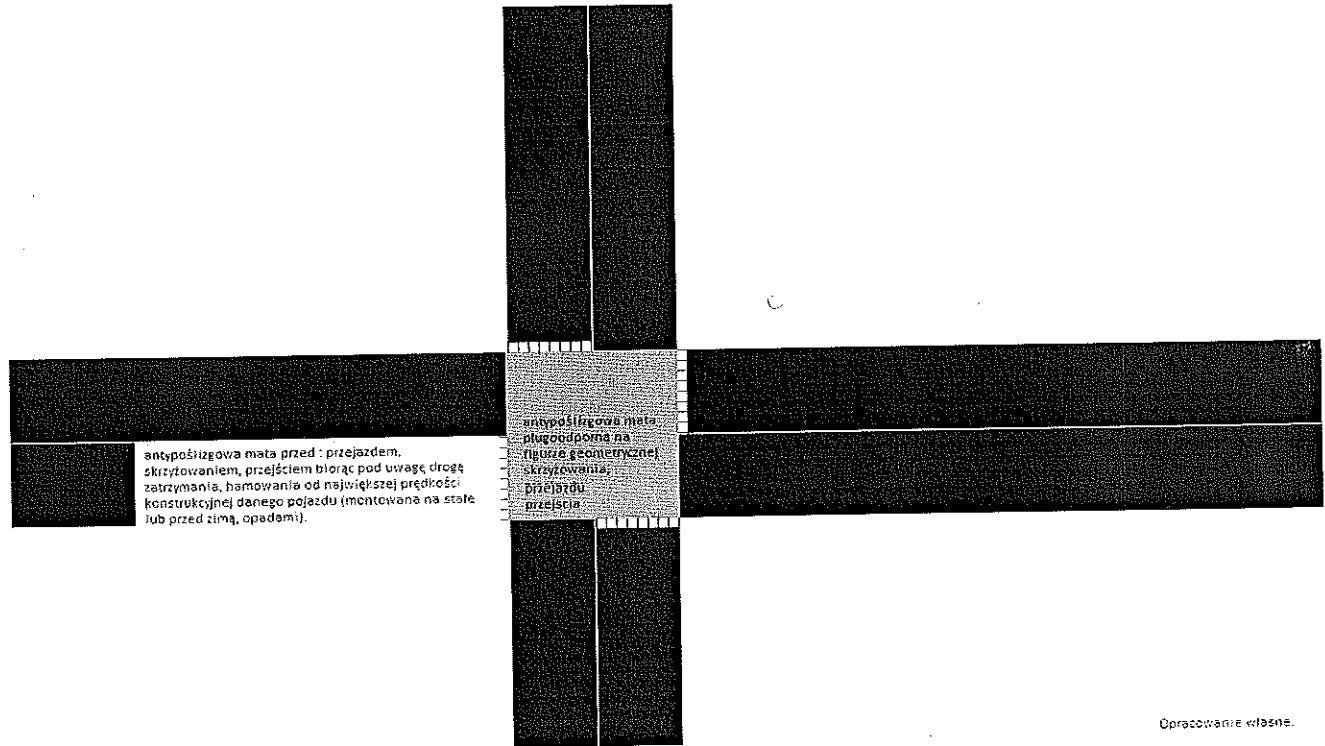 antypoślizgowa mata
pługoodporna na
figurze geometrycznej
skrzyżowania,
przejazdu
przejścia
antypoślizgowa mata przed : przejazdem,
skrzyżowaniem, przejściem biorąc pod uwagę drogę
zatrzymania, hamowania od największej prędkości
konstrukcyjnej danego pojazdu (montowana na stałe
lub przed zimą, opadami).
Opracowanie własne.